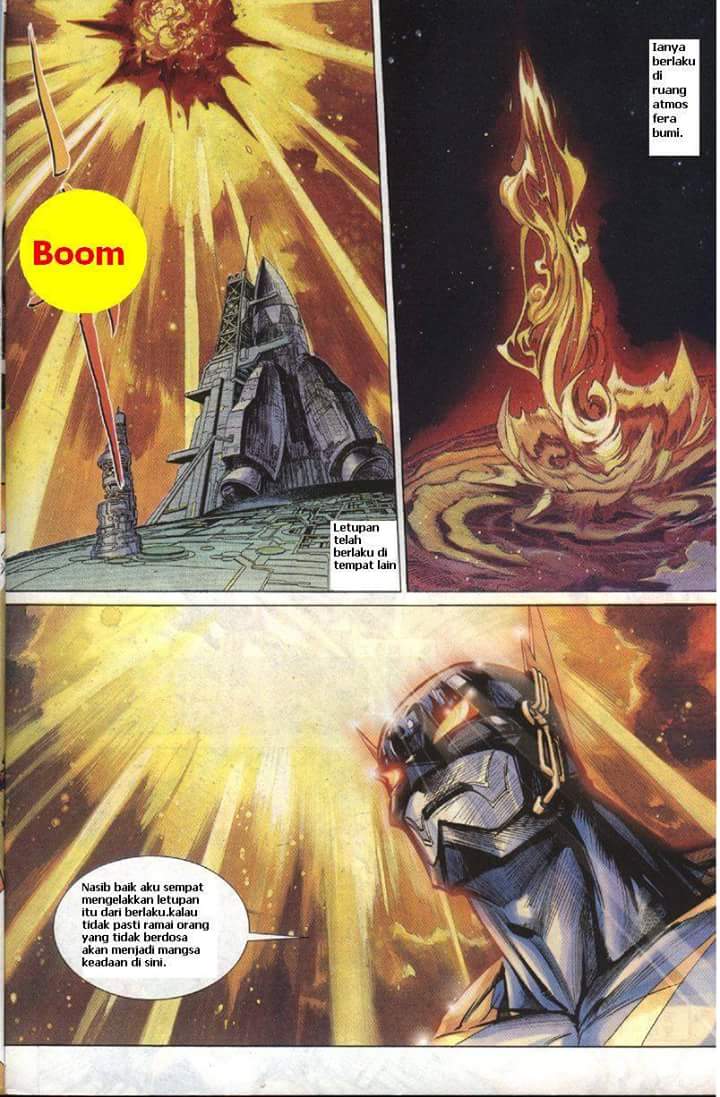 Boom
Letupan
telah
berlaku di
tempat lain
Ianya
berlaku
di
ruang
atmos
fera
bumi.
Nasib baik aku sempat
mengelakkan letupan
itu dari berlaku.kalau
tidak pasti ramai orang
yang tidak berdosa
akan menjadi mangsa
keadaan di sini.